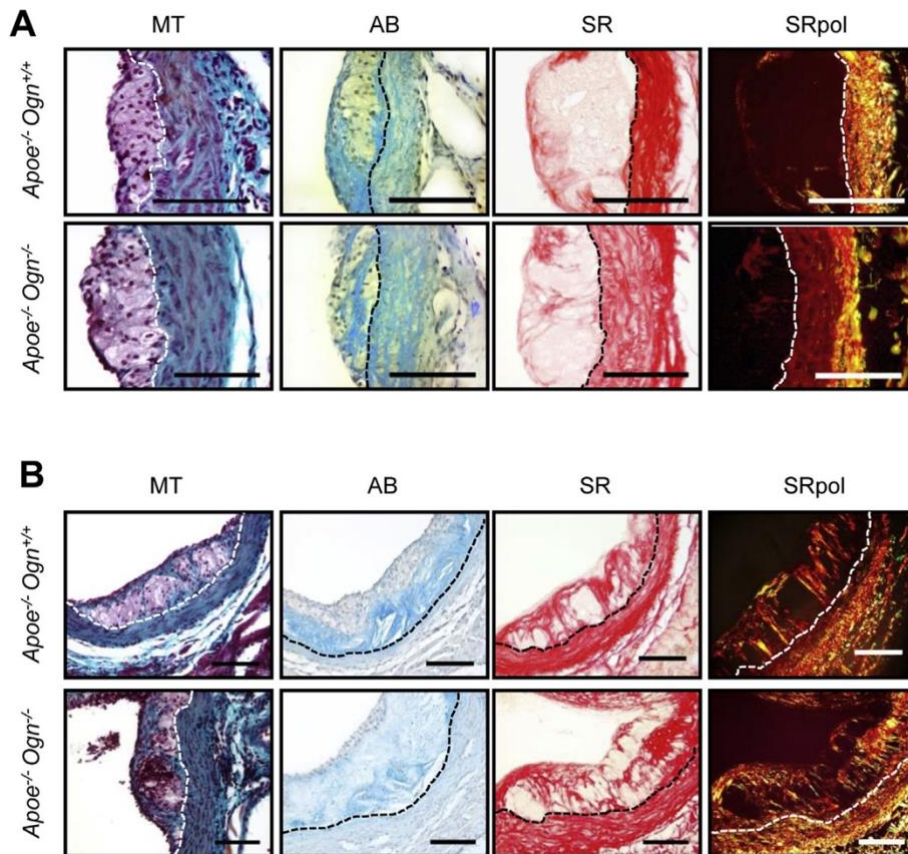 A
MT AB SR SRpol
Apoe-/- Ogn+/+
Apoe-/- Ogn-/-
B
MT AB SR SRpol
Apoe-/- Ogn+/+
Apoe-/- Ogn-/-